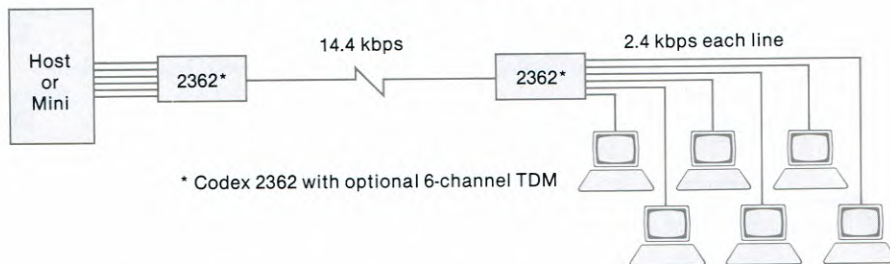 Host
or
Mini
2362*
14.4 kbps
2362*
2.4 kbps each line
* Codex 2362 with optional 6-channel TDM